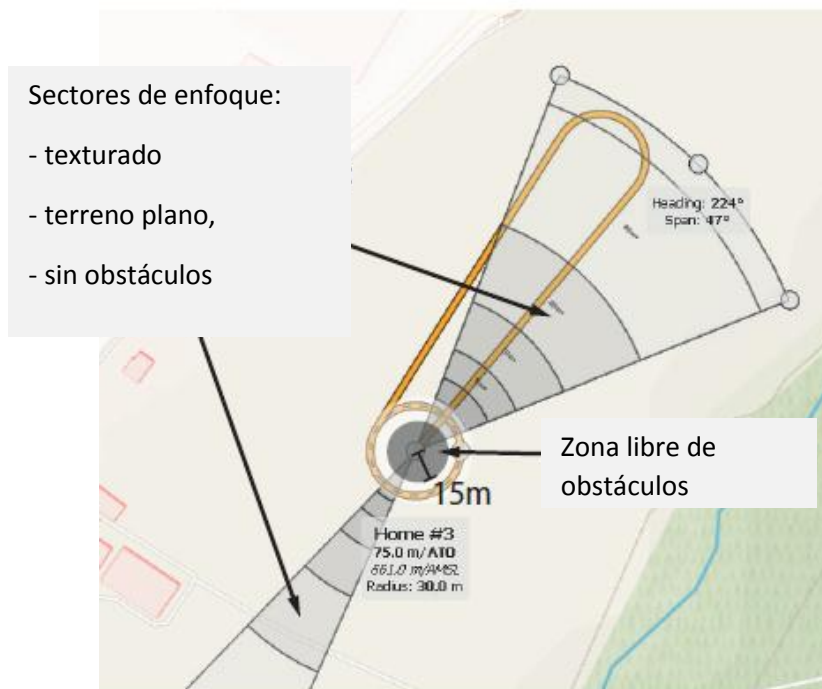 Sectores de enfoque:
- texturado
- terreno plano,
- sin obstáculos
Heading: 224°
Span: 47°
Zona libre de
obstáculos
15m
Home #3
75.0 m/ATO
661.0 m/AMSL
Radius: 30.0 m